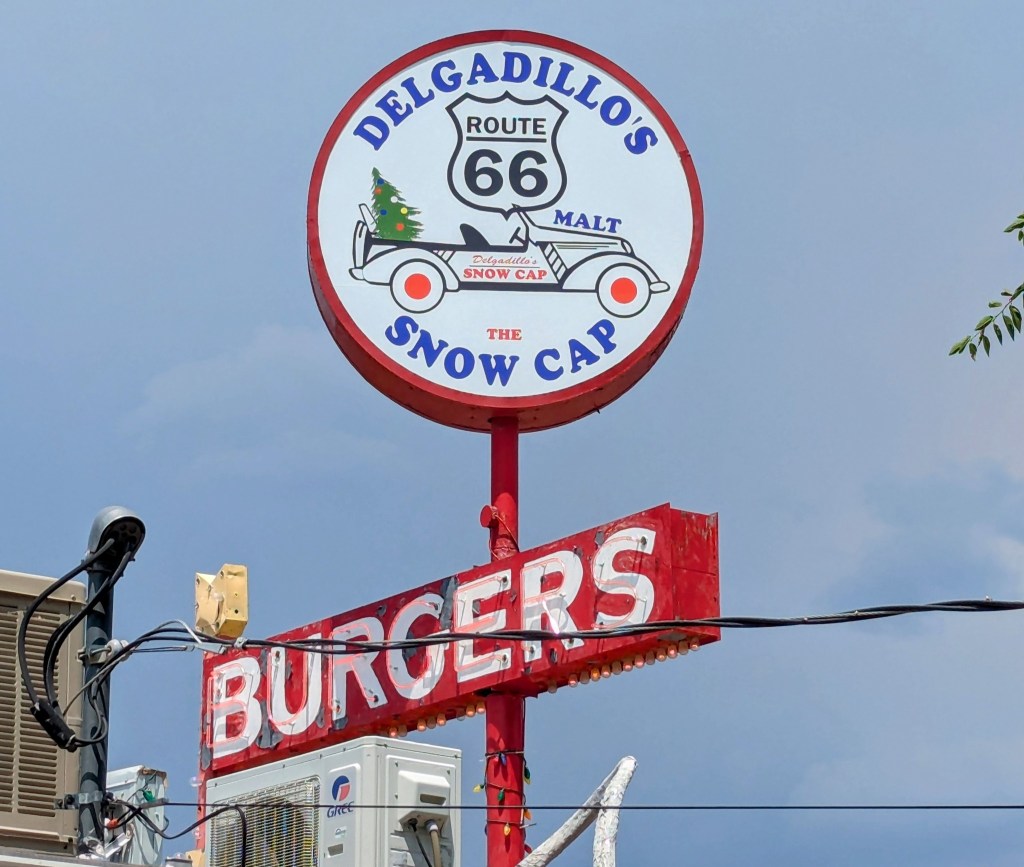 DELGADILLO'S
ROUTE
66
MALT
Delgadillo's
SNOW CAP
THE
SNOW CAP
BURGERS
GREE